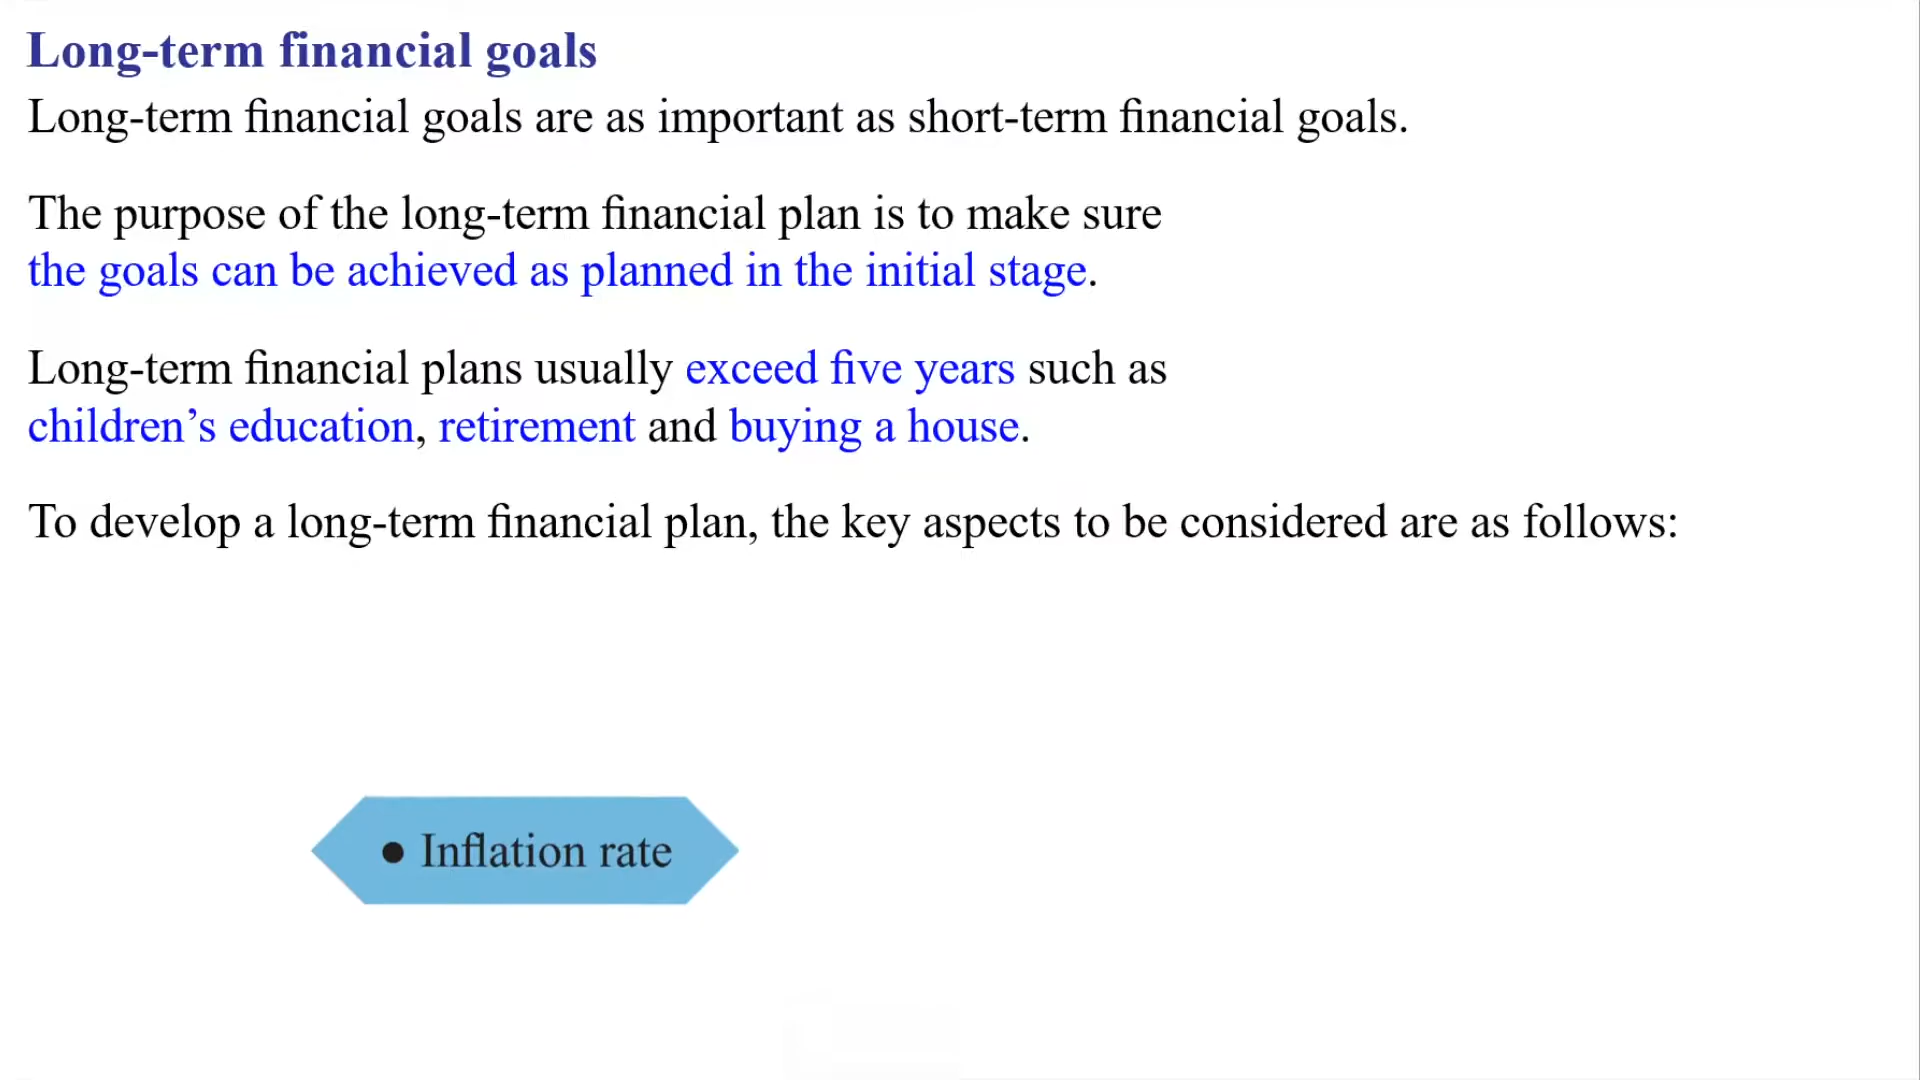 Long-term financial goals
Long-term financial goals are as important as short-term financial goals.
The purpose of the long-term financial plan is to make sure
the goals can be achieved as planned in the initial stage.
Long-term financial plans usually exceed five years such as
children’s education, retirement and buying a house.
To develop a long-term financial plan, the key aspects to be considered are as follows:
● Inflation rate